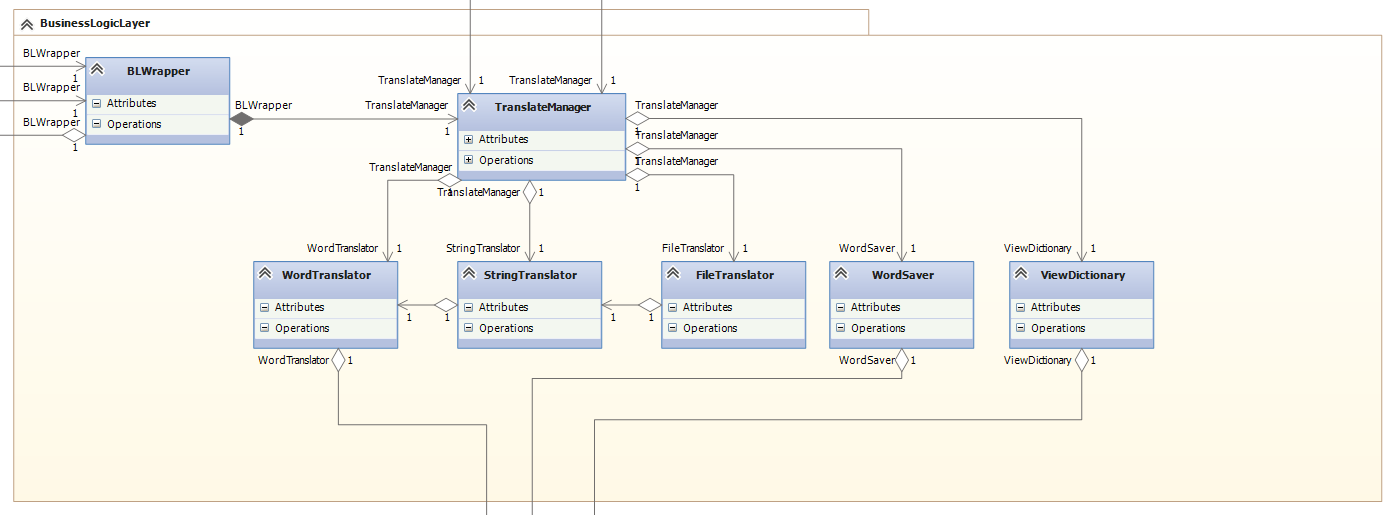 BusinessLogicLayer
BLWrapper
1
BLWrapper
1
BLWrapper
1
BLWrapper
Attributes
Operations
BLWrapper
1
TranslateManager
1
TranslateManager
1
TranslateManager
1
TranslateManager
Attributes
Operations
TranslateManager
1
TranslateManager
1
TranslateManager
1
TranslateManager
1
TranslateManager
1
WordTranslator
1
StringTranslator
1
FileTranslator
1
WordSaver
1
ViewDictionary
1
WordTranslator
Attributes
Operations
1
1
StringTranslator
Attributes
Operations
1
1
FileTranslator
Attributes
Operations
WordSaver
Attributes
Operations
ViewDictionary
Attributes
Operations
WordTranslator
1
WordSaver
1
ViewDictionary
1